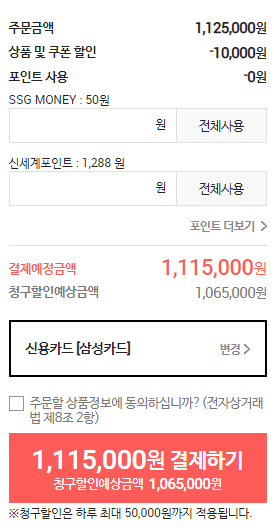 주문금액 1,125,000원
상품 및 쿠폰 할인 -10,000원
포인트 사용 -0원
SSG MONEY : 50원
원 전체사용
신세계포인트 : 1,288 원
원 전체사용
포인트 더보기 >
결제예정금액 1,115,000원
청구할인예상금액 1,065,000원
신용카드 [삼성카드] 변경 >
주문할 상품정보에 동의하십니까? (전자상거래
법 제8조 2항)
1,115,000원 결제하기
청구할인예상금액 1,065,000원
※청구할인은 하루 최대 50,000원까지 적용됩니다.